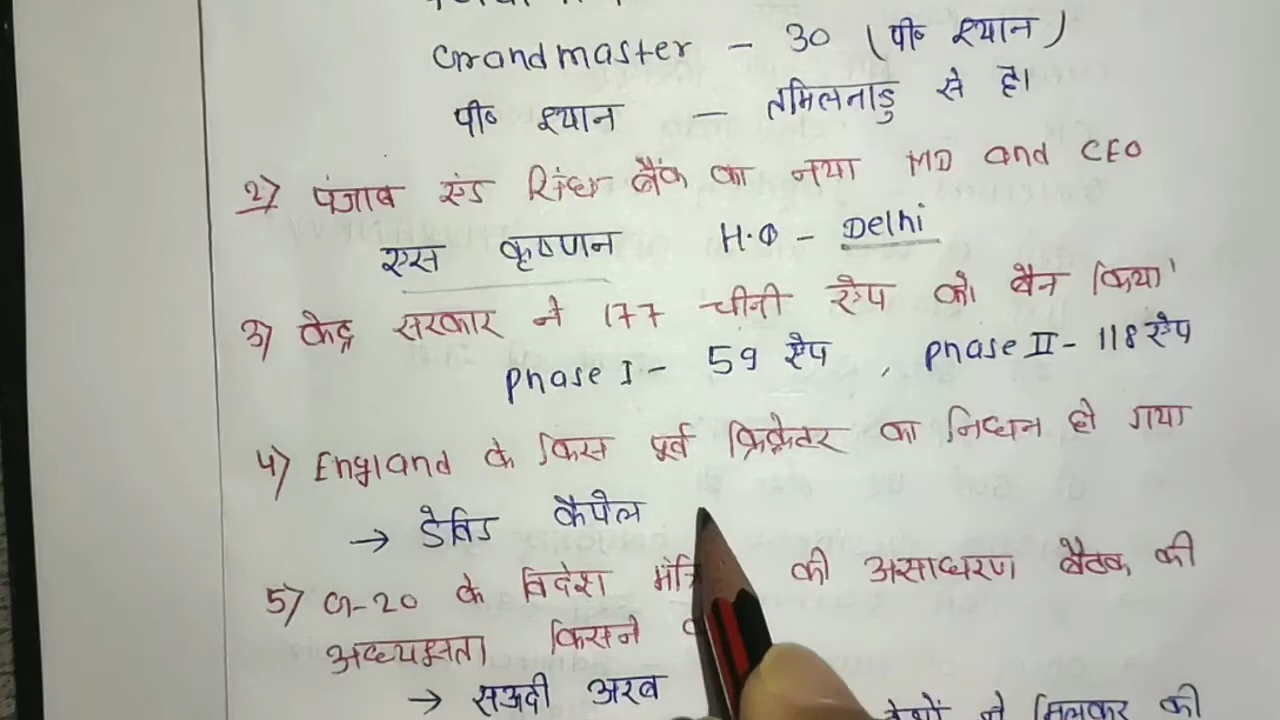 Grandmaster - 30 (पी० श्यान)
पी० श्यान - तमिलनाडु से है।
2) पंजाब एंड सिंध बैंक का नया MD and CEO
एस कृष्णन H.O - Delhi
3) केंद्र सरकार ने 177 चीनी ऐप को बैन किया
phase I - 59 ऐप , phase II - 118 ऐप
4) England के किस पूर्व क्रिकेटर का निधन हो गया
→ डेविड कैपेल
5) G-20 के विदेश की असाधरण बैठक की
अध्यक्षता किसने
→ सऊदी अरब
ने मिलकर की